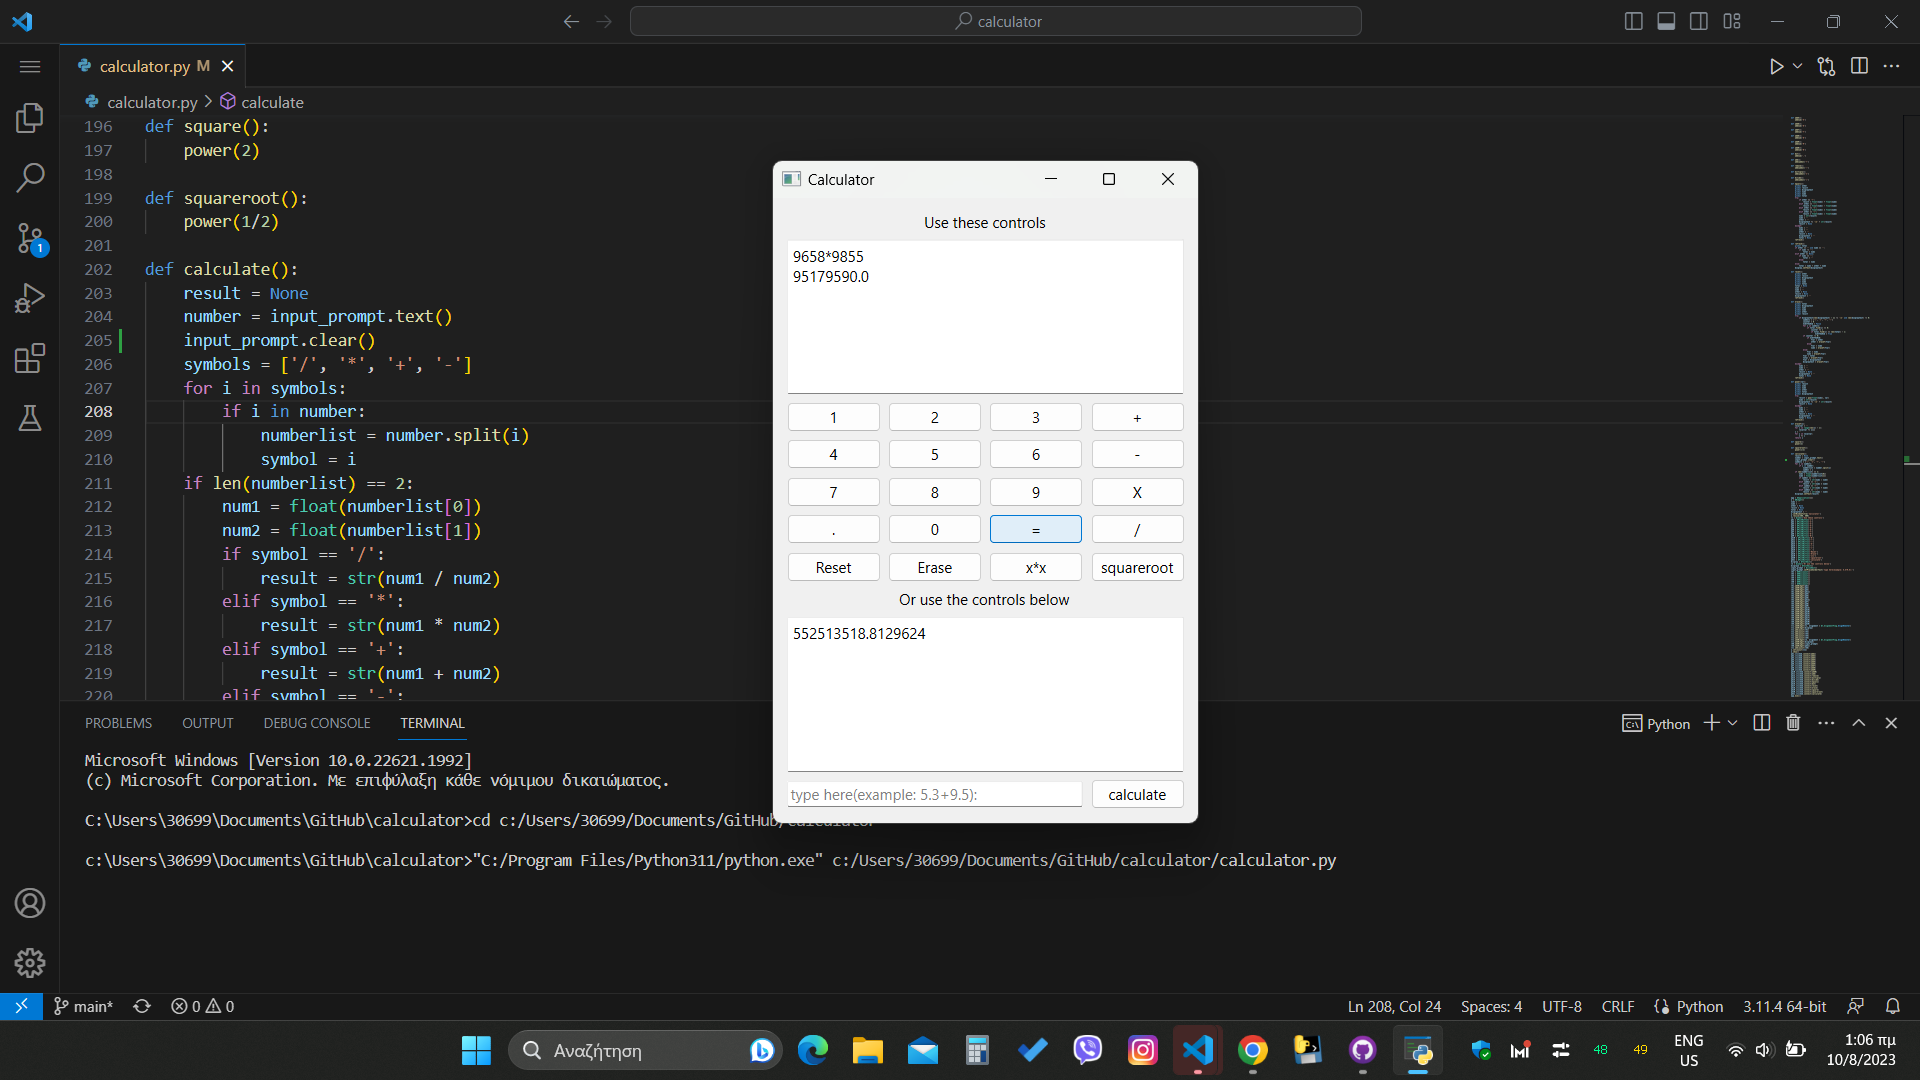 calculator
calculator.py M
calculator.py > calculate
196 def square():
197 power(2)
198
199 def squareroot():
200 power(1/2)
201
202 def calculate():
203 result = None
204 number = input_prompt.text()
205 input_prompt.clear()
206 symbols = ['/', '*', '+', '-']
207 for i in symbols:
208 if i in number:
209 numberlist = number.split(i)
210 symbol = i
211 if len(numberlist) == 2:
212 num1 = float(numberlist[0])
213 num2 = float(numberlist[1])
214 if symbol == '/':
215 result = str(num1 / num2)
216 elif symbol == '*':
217 result = str(num1 * num2)
218 elif symbol == '+':
219 result = str(num1 + num2)
220 elif symbol == '-':
Calculator
Use these controls
9658*9855
95179590.0
1 2 3 +
4 5 6 -
7 8 9 X
. 0 = /
Reset Erase x*x squareroot
Or use the controls below
552513518.8129624
type here(example: 5.3+9.5): calculate
PROBLEMS OUTPUT DEBUG CONSOLE TERMINAL
Python
Microsoft Windows [Version 10.0.22621.1992]
(c) Microsoft Corporation. Με επιφύλαξη κάθε νόμιμου δικαιώματος.
C:\Users\30699\Documents\GitHub\calculator>cd c:/Users/30699/Documents/GitHub/calculator
c:\Users\30699\Documents\GitHub\calculator>"C:/Program Files/Python311/python.exe" c:/Users/30699/Documents/GitHub/calculator/calculator.py
1
main* 0 0
Ln 208, Col 24 Spaces: 4 UTF-8 CRLF Python 3.11.4 64-bit
Αναζήτηση
48 49
ENG
US
1:06 πμ
10/8/2023